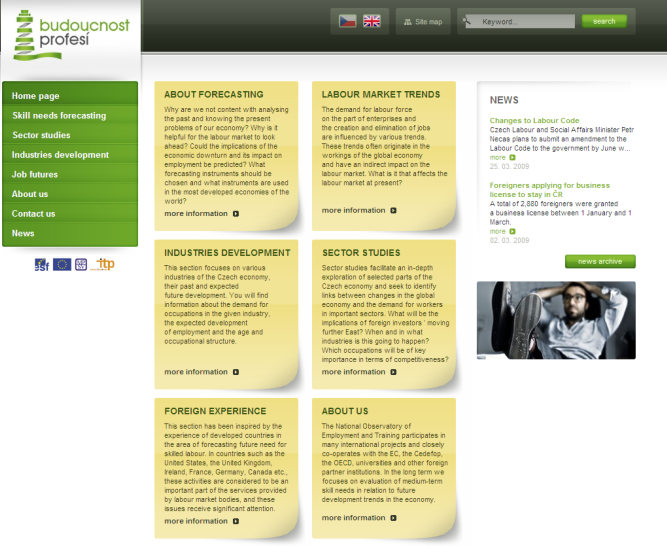 budoucnost
profesí
Site map
Keyword..
search
Home page
Skill needs forecasting
Sector studies
Industries development
Job futures
About us
Contact us
News
esf
itp
ABOUT FORECASTING
Why are we not content with analysing
the past and knowing the present
problems of our economy? Why is it
helpful for the labour market to look
ahead? Could the implications of the
economic downturn and its impact on
employment be predicted? What
forecasting instruments should be
chosen and what instruments are used
in the most developed economies of the
world?
more information
LABOUR MARKET TRENDS
The demand for labour force
on the part of enterprises and
the creation and elimination of jobs
are influenced by various trends.
These trends often originate in the
workings of the global economy
and have an indirect impact on the
labour market. What is it that affects the
labour market at present?
more information
INDUSTRIES DEVELOPMENT
This section focuses on various
industries of the Czech economy,
their past and expected
future development. You will find
information about the demand for
occupations in the given industry,
the expected development
of employment and the age and
occupational structure.
more information
SECTOR STUDIES
Sector studies facilitate an in-depth
exploration of selected parts of the
Czech economy and seek to identify
links between changes in the global
economy and the demand for workers
in important sectors. What will be the
implications of foreign investors ' moving
further East? When and in what
industries is this going to happen?
Which occupations will be of key
importance in terms of competitiveness?
more information
FOREIGN EXPERIENCE
This section has been inspired by the
experience of developed countries in
the area of forecasting future need for
skilled labour. In countries such as the
United States, the United Kingdom,
Ireland, France, Germany, Canada etc.,
these activities are considered to be an
important part of the services provided
by labour market bodies, and these
issues receive significant attention.
more information
ABOUT US
The National Observatory of
Employment and Training participates in
many international projects and closely
co-operates with the EC, the Cedefop,
the OECD, universities and other foreign
partner institutions. In the long term we
focuses on evaluation of medium-term
skill needs in relation to future
development trends in the economy.
more information
NEWS
Changes to Labour Code
Czech Labour and Social Affairs Minister Petr
Necas plans to submit an amendment to the
Labour Code to the government by June w...
more
25. 03. 2009
Foreigners applying for business
license to stay in ČR
A total of 2,880 foreigners were granted
a business license between 1 January and 1
March.
more
02. 03. 2009
news archive